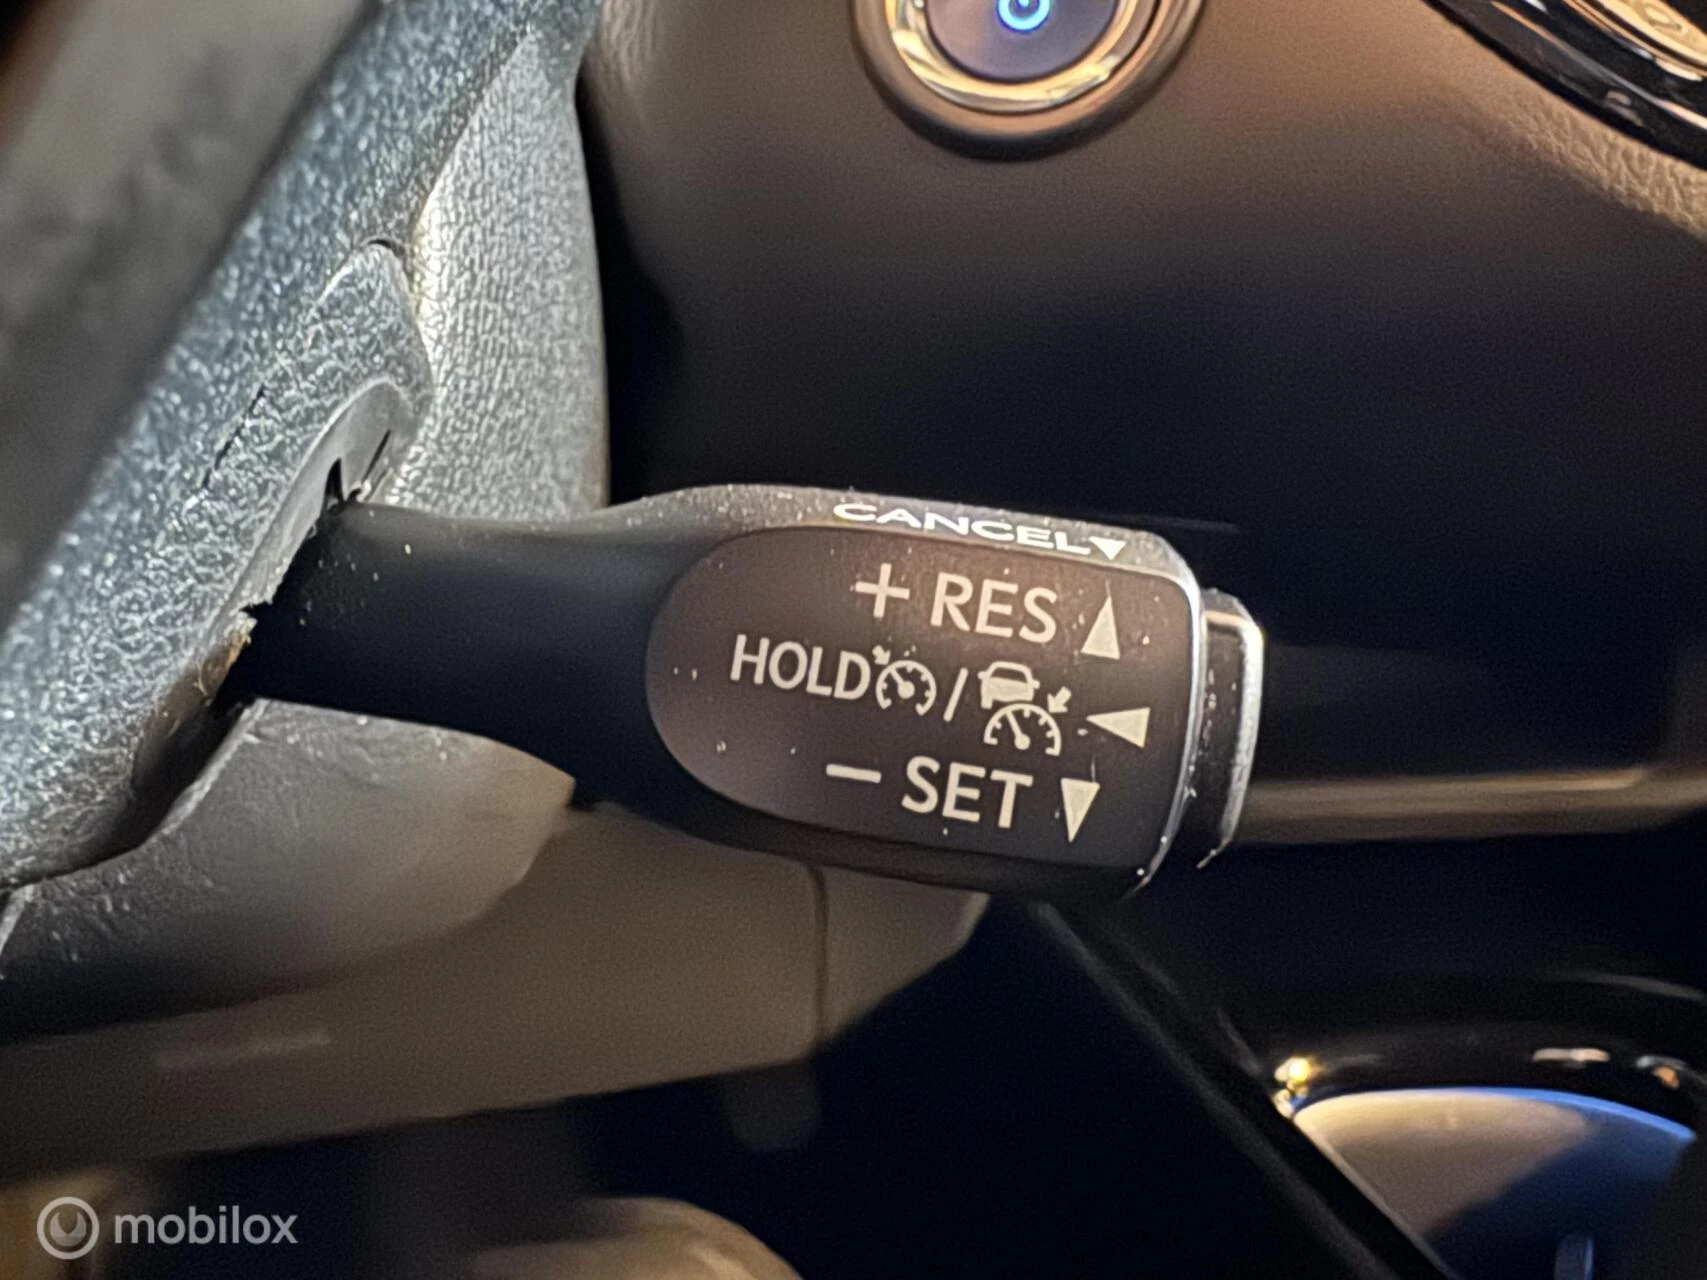 CANCEL▼
+ RES ▲
HOLD / ◀
− SET ▼
mobilox